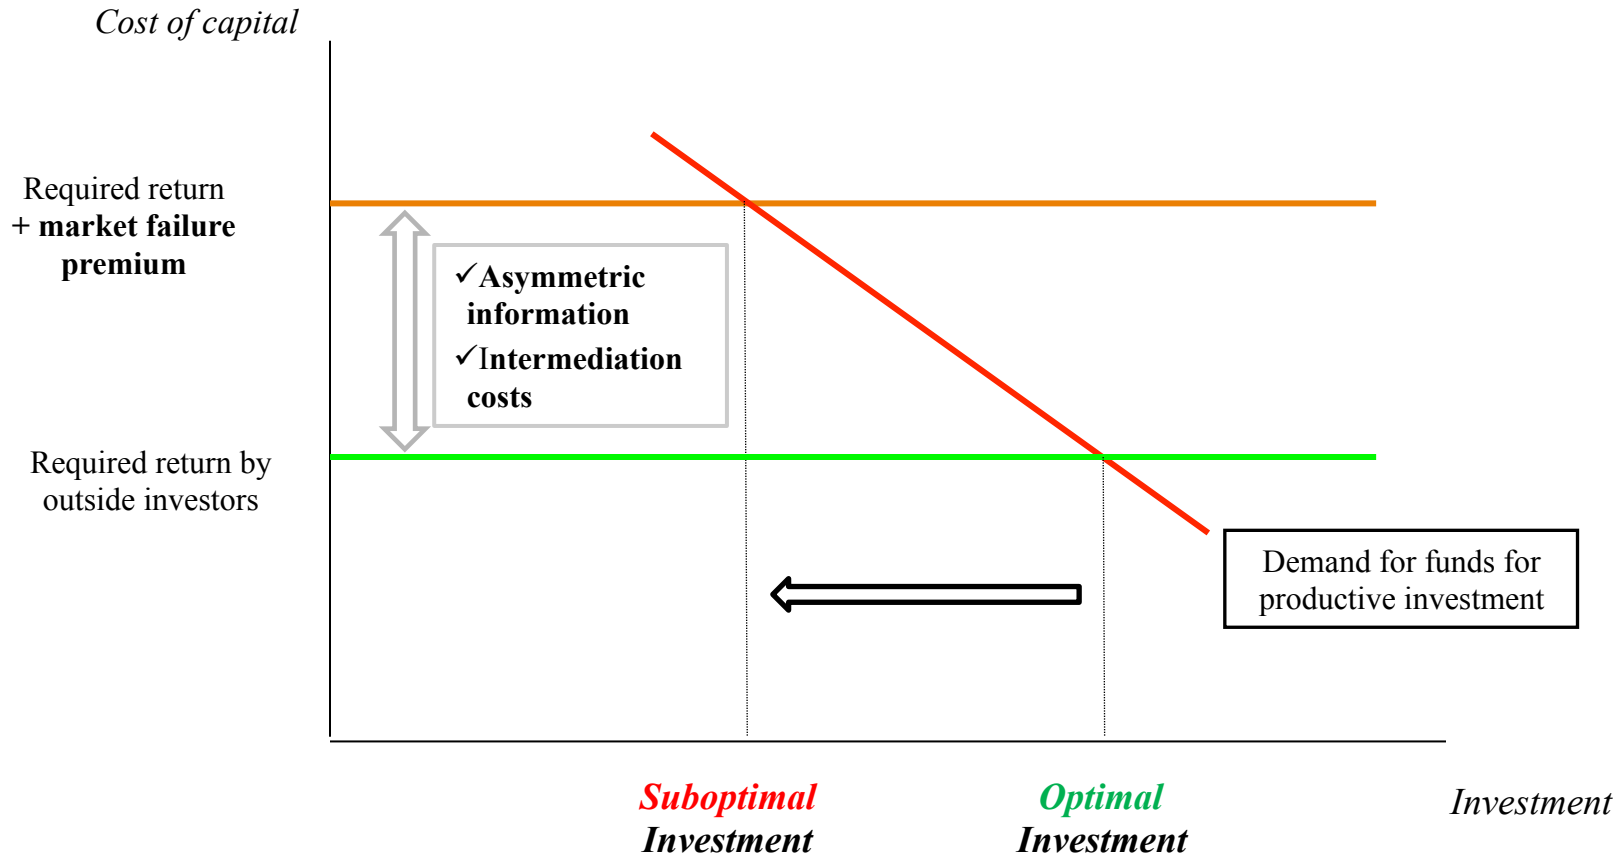 Cost of capital
Required return
+ market failure
premium
✓Asymmetric
information
✓Intermediation
costs
Required return by
outside investors
Demand for funds for
productive investment
Suboptimal
Investment
Optimal
Investment
Investment